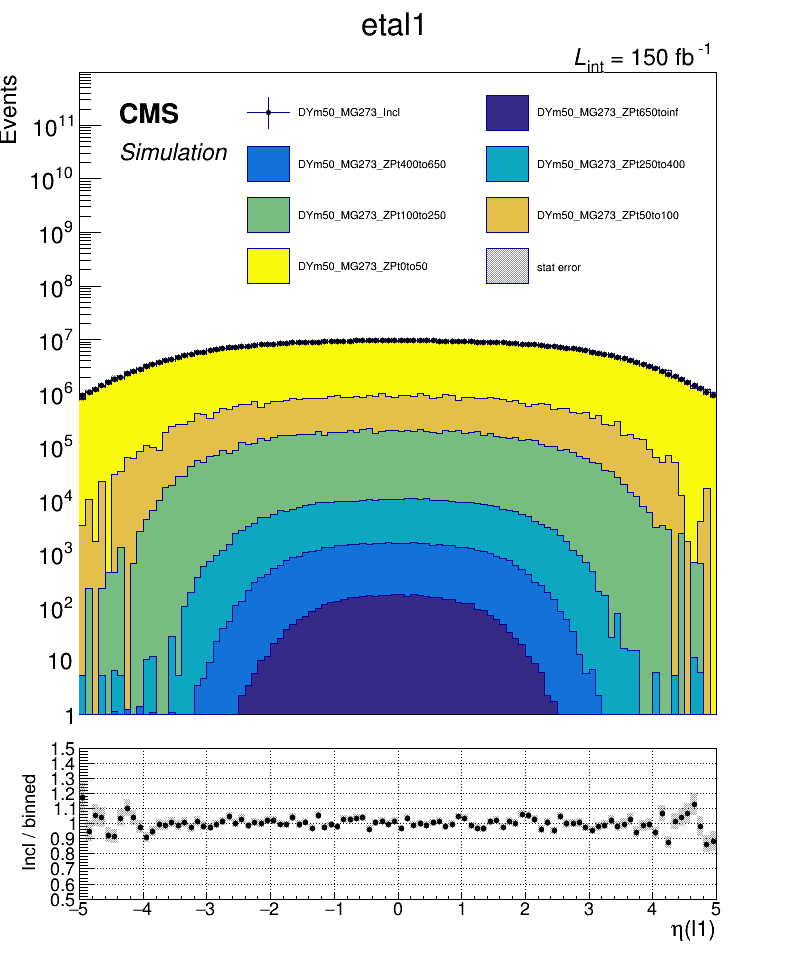 etal1
L_int = 150 fb^-1
Events
CMS
Simulation
DYm50_MG273_Incl
DYm50_MG273_ZPt650toinf
DYm50_MG273_ZPt400to650
DYm50_MG273_ZPt250to400
DYm50_MG273_ZPt100to250
DYm50_MG273_ZPt50to100
DYm50_MG273_ZPt0to50
stat error
10^11
10^10
10^9
10^8
10^7
10^6
10^5
10^4
10^3
10^2
10
1
Incl / binned
1.5
1.4
1.3
1.2
1.1
1
0.9
0.8
0.7
0.6
0.5
−5 −4 −3 −2 −1 0 1 2 3 4 5
η(l1)